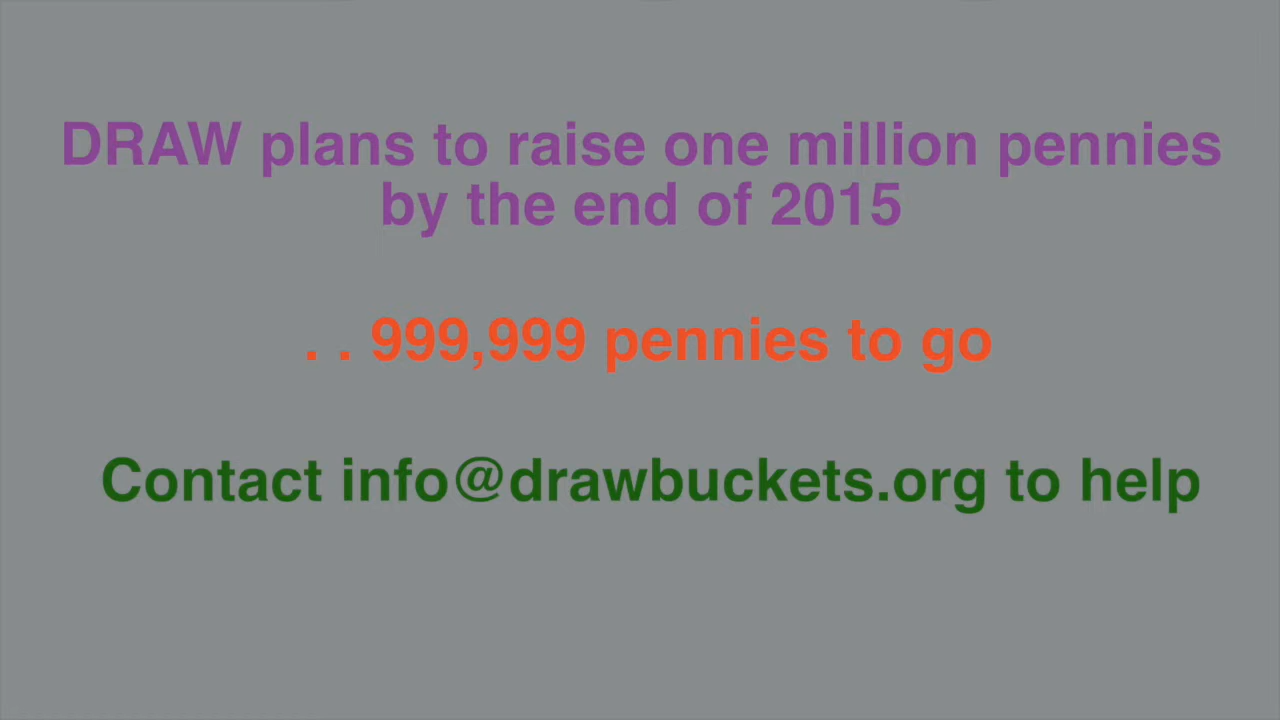 DRAW plans to raise one million pennies
by the end of 2015
. . 999,999 pennies to go
Contact info@drawbuckets.org to help